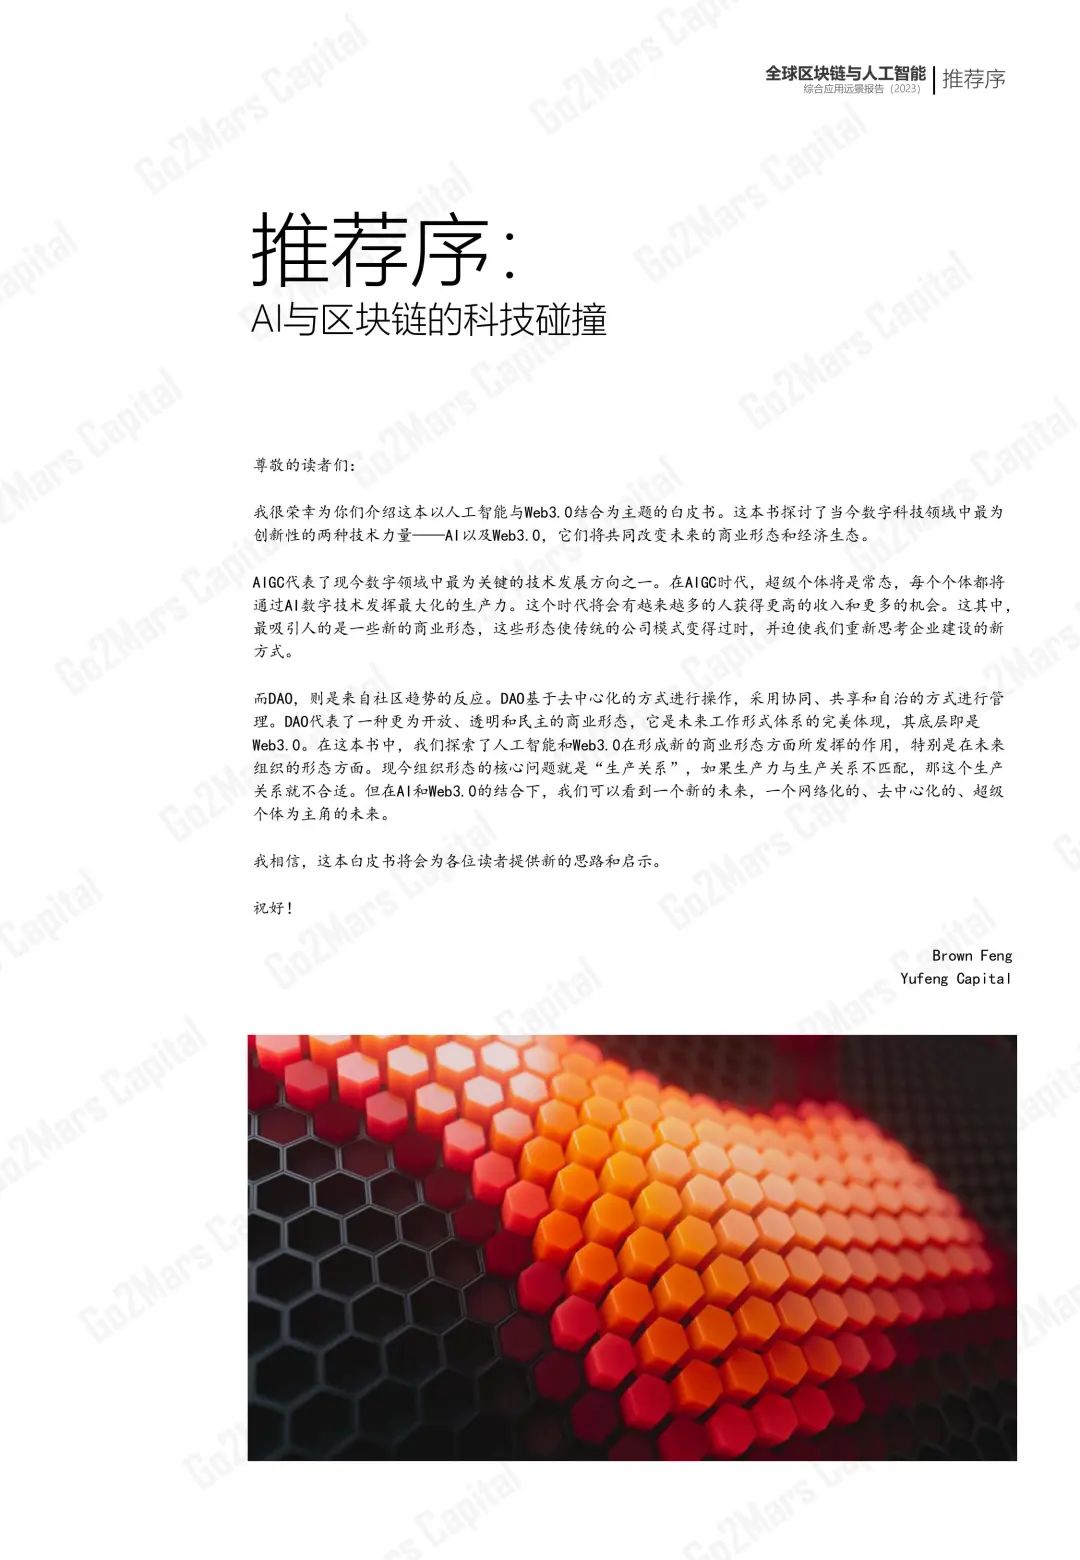 全球区块链与人工智能
综合应用远景报告（2023）
推荐序
推荐序：
AI与区块链的科技碰撞
尊敬的读者们：
我很荣幸为你们介绍这本以人工智能与Web3.0结合为主题的白皮书。这本书探讨了当今数字科技领域中最为
创新性的两种技术力量——AI以及Web3.0，它们将共同改变未来的商业形态和经济生态。
AIGC代表了现今数字领域中最为关键的技术发展方向之一。在AIGC时代，超级个体将是常态，每个个体都将
通过AI数字技术发挥最大化的生产力。这个时代将会有越来越多的人获得更高的收入和更多的机会。这其中，
最吸引人的是一些新的商业形态，这些形态使传统的公司模式变得过时，并迫使我们重新思考企业建设的新
方式。
而DAO，则是来自社区趋势的反应。DAO基于去中心化的方式进行操作，采用协同、共享和自治的方式进行管
理。DAO代表了一种更为开放、透明和民主的商业形态，它是未来工作形式体系的完美体现，其底层即是
Web3.0。在这本书中，我们探索了人工智能和Web3.0在形成新的商业形态方面所发挥的作用，特别是在未来
组织的形态方面。现今组织形态的核心问题就是“生产关系”，如果生产力与生产关系不匹配，那这个生产
关系就不合适。但在AI和Web3.0的结合下，我们可以看到一个新的未来，一个网络化的、去中心化的、超级
个体为主角的未来。
我相信，这本白皮书将会为各位读者提供新的思路和启示。
祝好！
Brown Feng
Yufeng Capital
Go2Mars Capital